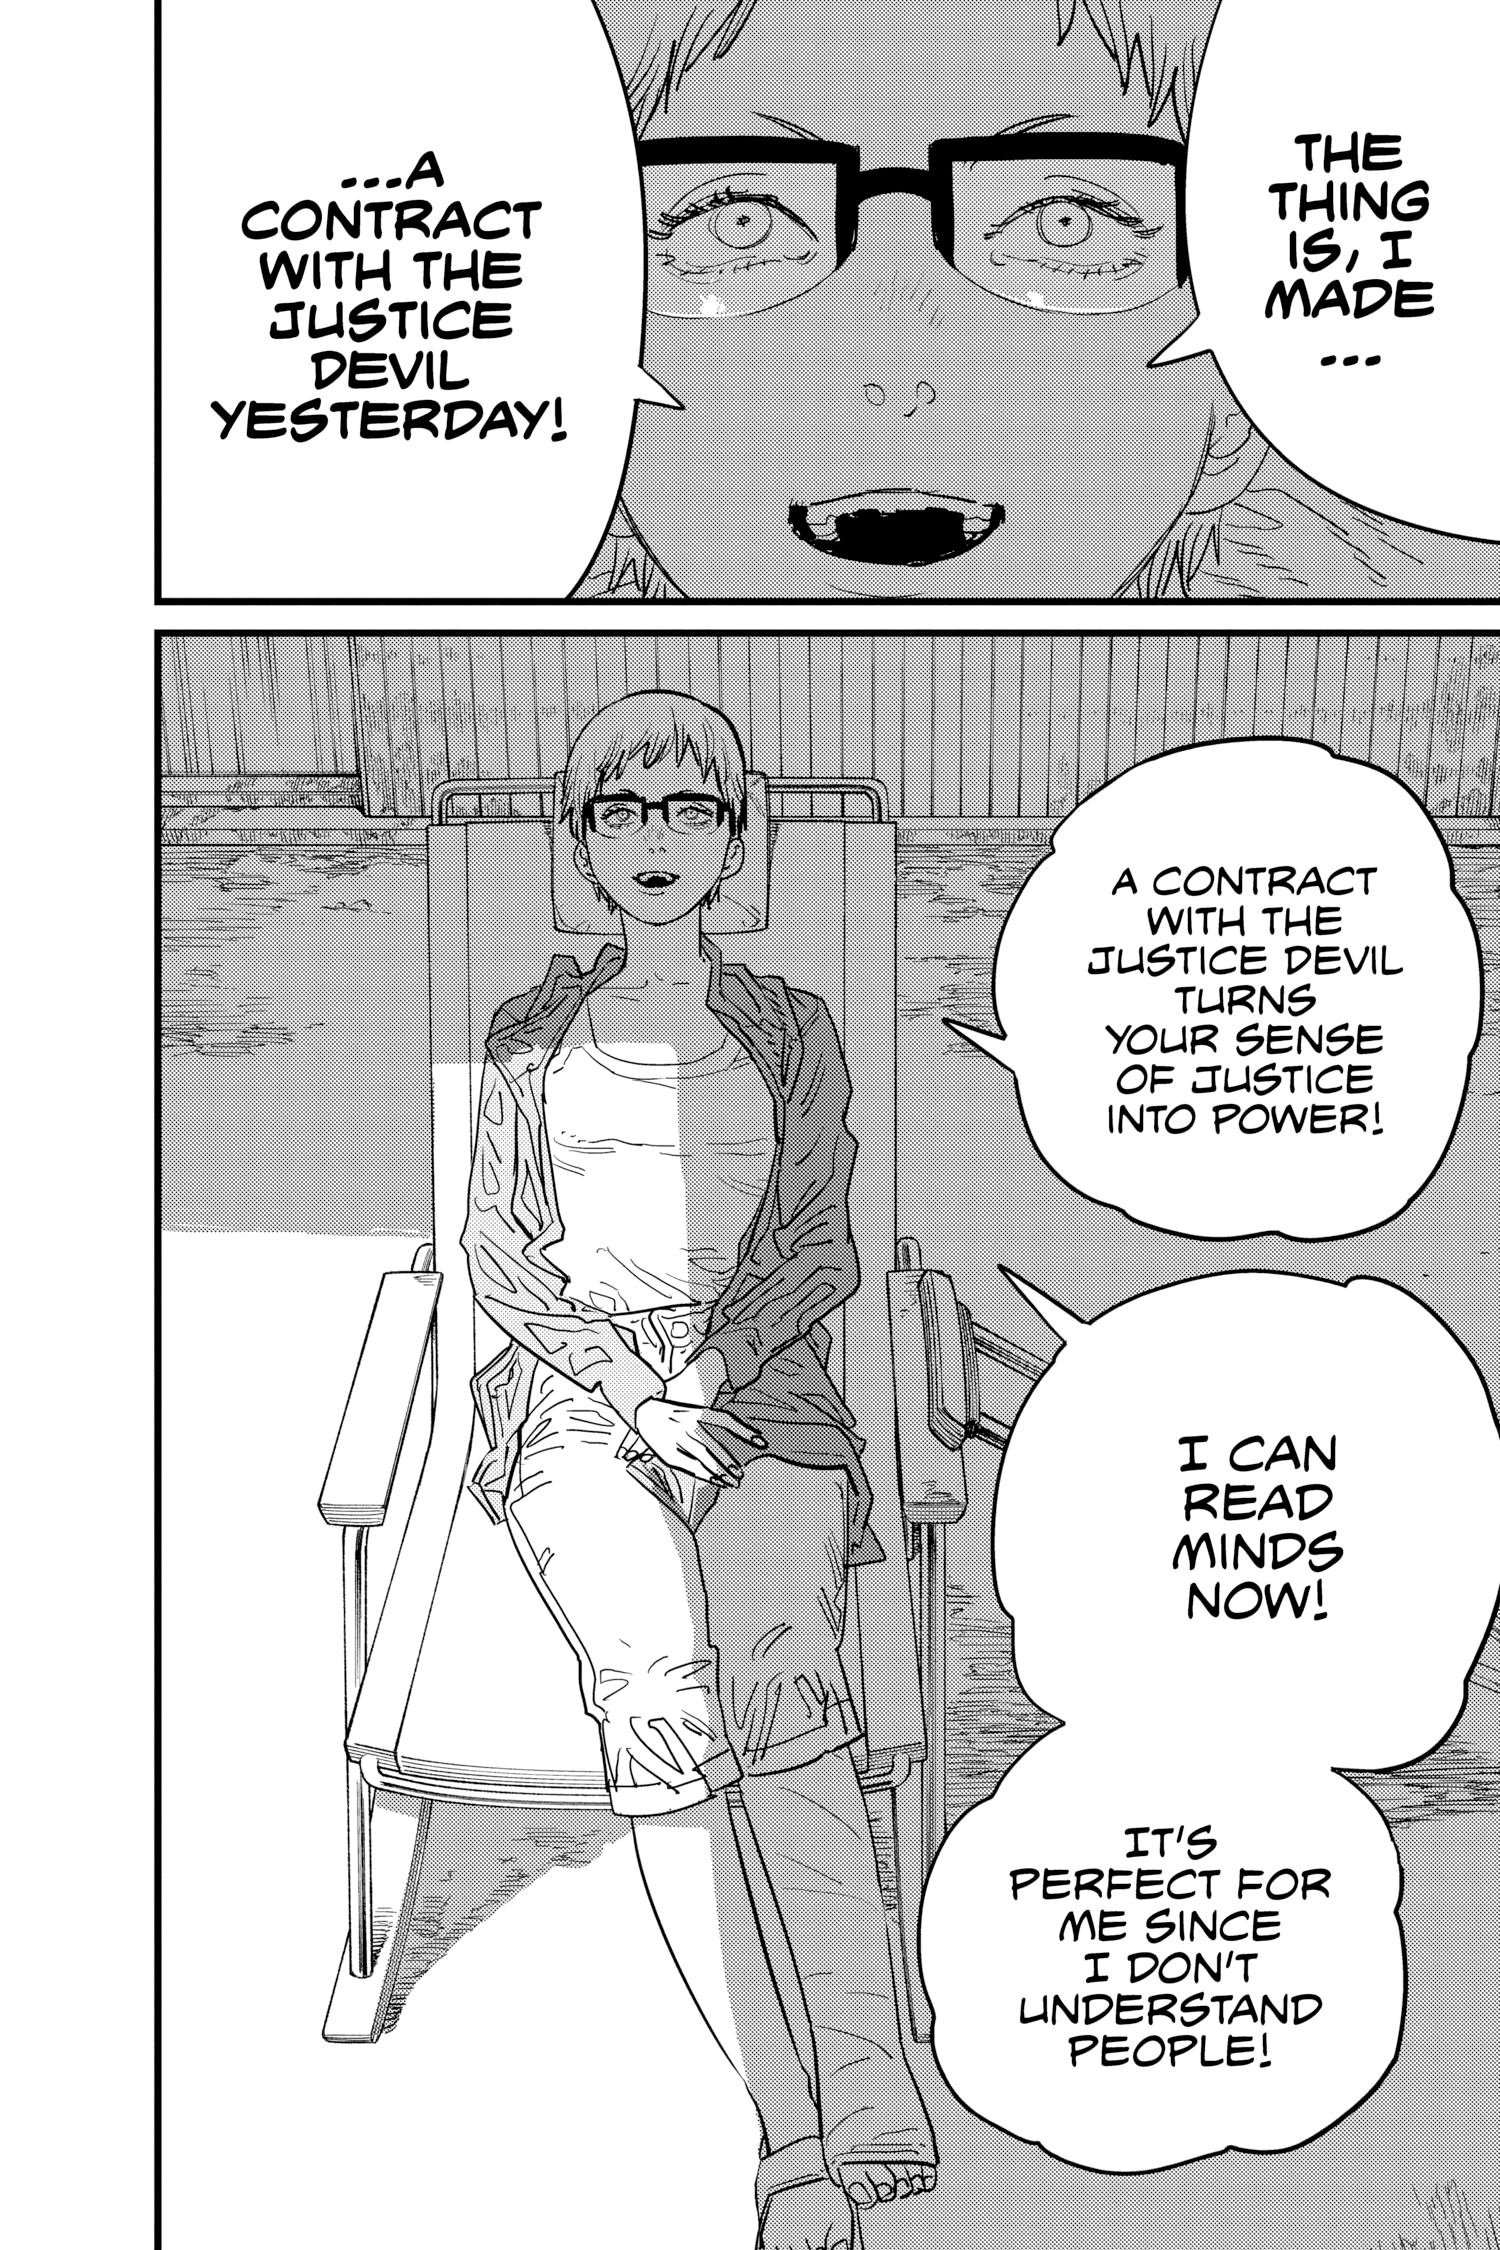 THE
THING
IS, I
MADE
...
...A
CONTRACT
WITH THE
JUSTICE
DEVIL
YESTERDAY!
A CONTRACT
WITH THE
JUSTICE DEVIL
TURNS
YOUR SENSE
OF JUSTICE
INTO POWER!
I CAN
READ
MINDS
NOW!
IT'S
PERFECT FOR
ME SINCE
I DON'T
UNDERSTAND
PEOPLE!